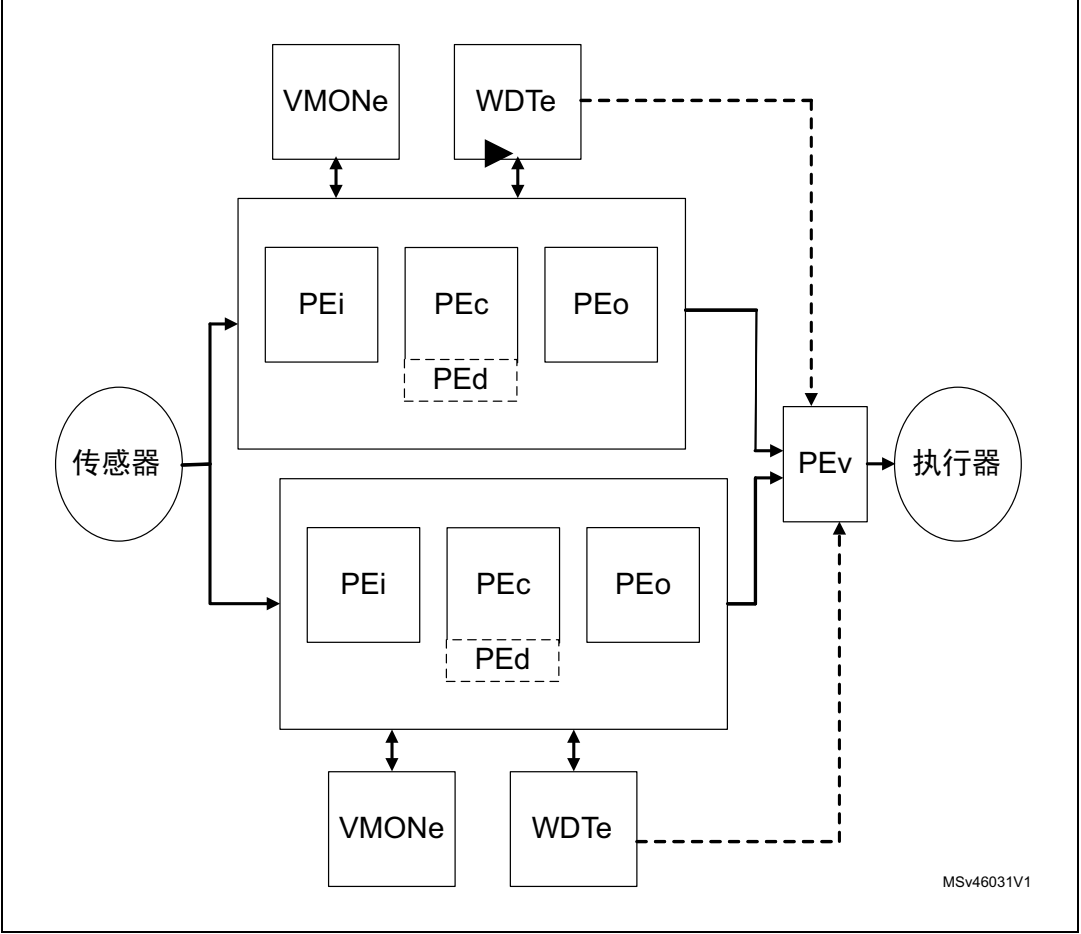 VMONe
WDTe
PEi
PEc
PEo
PEd
传感器
PEv
执行器
PEi
PEc
PEo
PEd
VMONe
WDTe
MSv46031V1